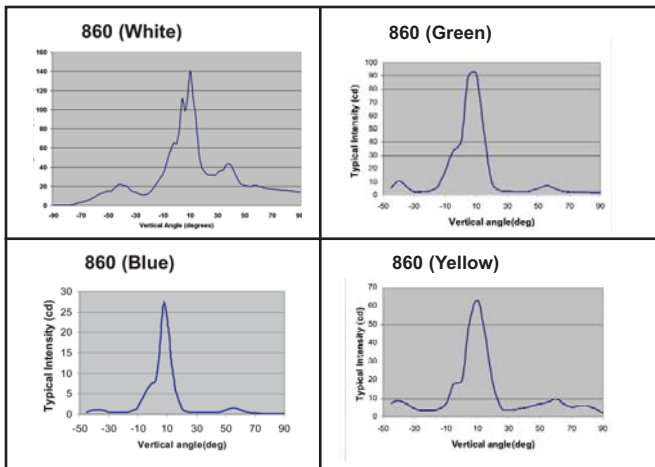 860 (White)
160
140
120
100
80
60
40
20
0
-90 -70 -50 -30 -10 10 30 50 70 90
Vertical Angle (degrees)
860 (Green)
Typical Intensity (cd)
100
90
80
70
60
50
40
30
20
10
0
-50 -30 -10 10 30 50 70 90
Vertical angle(deg)
860 (Blue)
Typical Intensity (cd)
30
25
20
15
10
5
0
-50 -30 -10 10 30 50 70 90
Vertical angle(deg)
860 (Yellow)
Typical Intensity (cd)
70
60
50
40
30
20
10
0
-50 -30 -10 10 30 50 70 90
Vertical angle(deg)